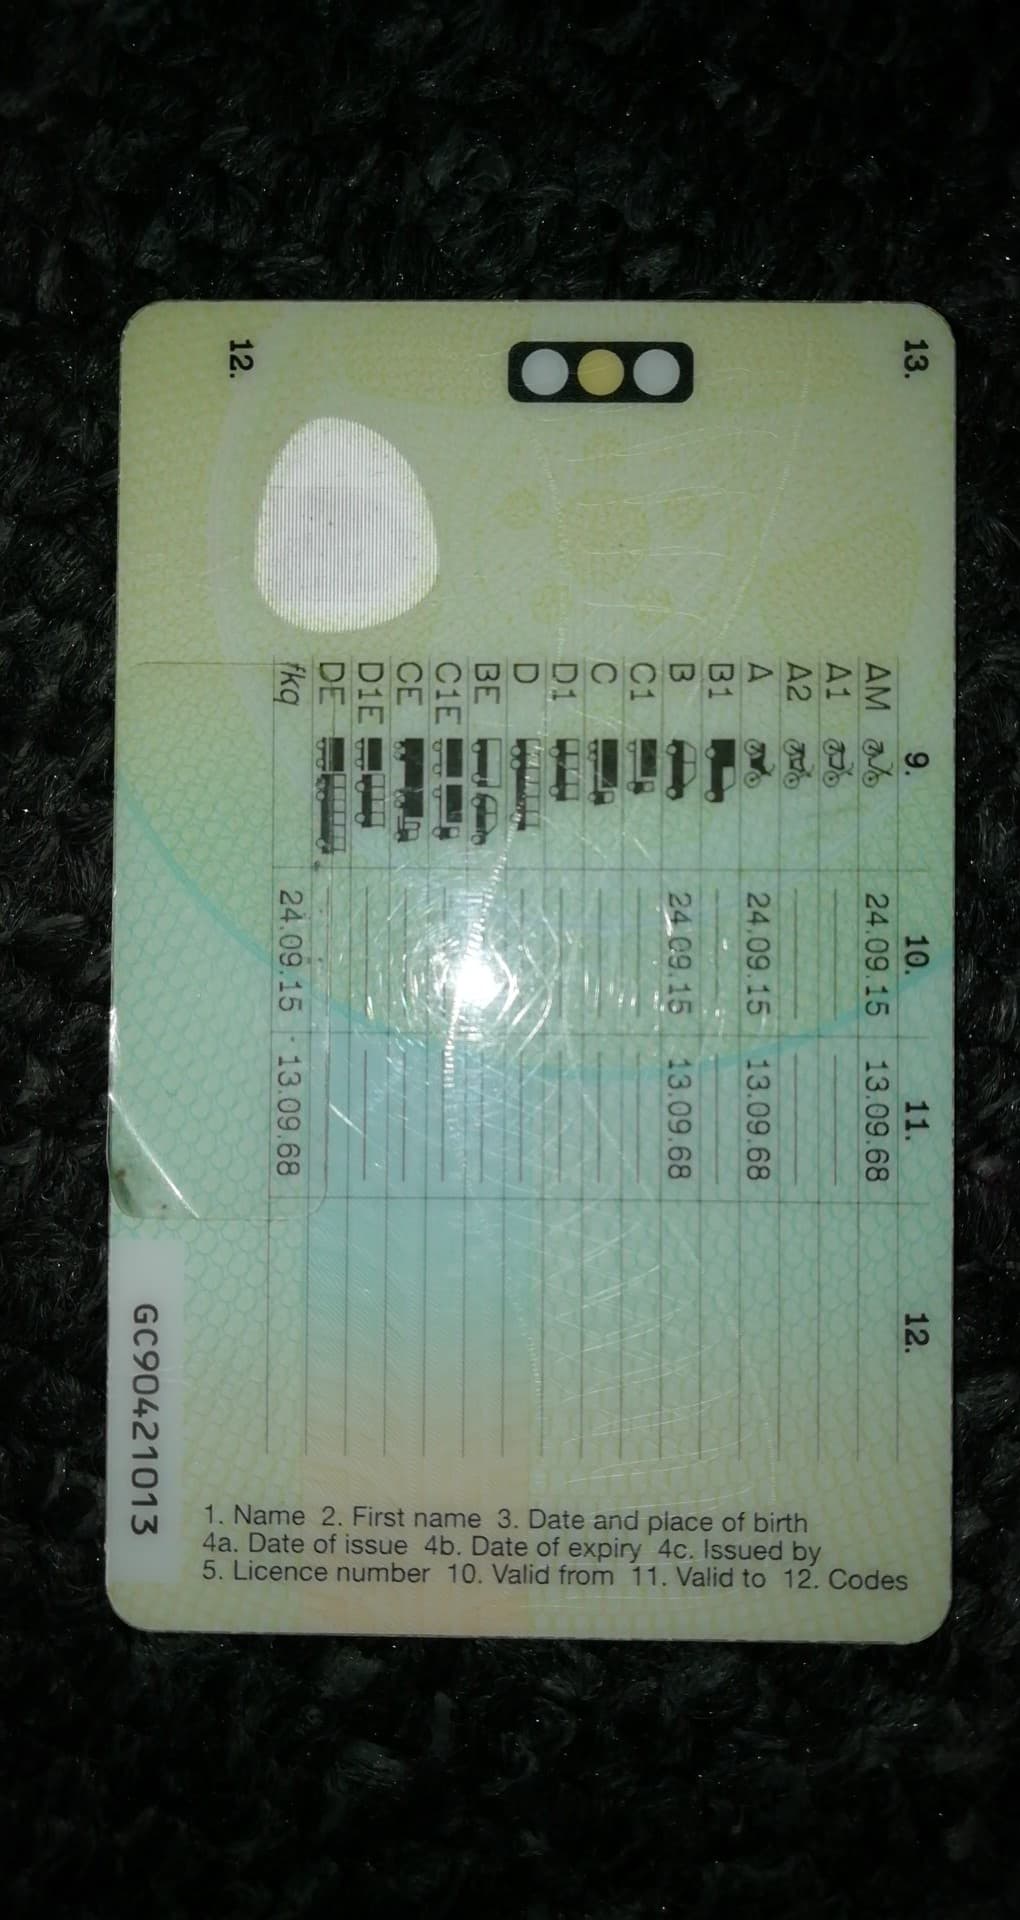 13. 9. 10. 11. 12.
AM 24.09.15 13.09.68
A1
A2
A 24.09.15 13.09.68
B1
B 24.09.15 13.09.68
C1
C
D1
D
BE
C1E
CE
D1E
DE
fkq 24.09.15 13.09.68
12.
GC90421013
1. Name 2. First name 3. Date and place of birth
4a. Date of issue 4b. Date of expiry 4c. Issued by
5. Licence number 10. Valid from 11. Valid to 12. Codes